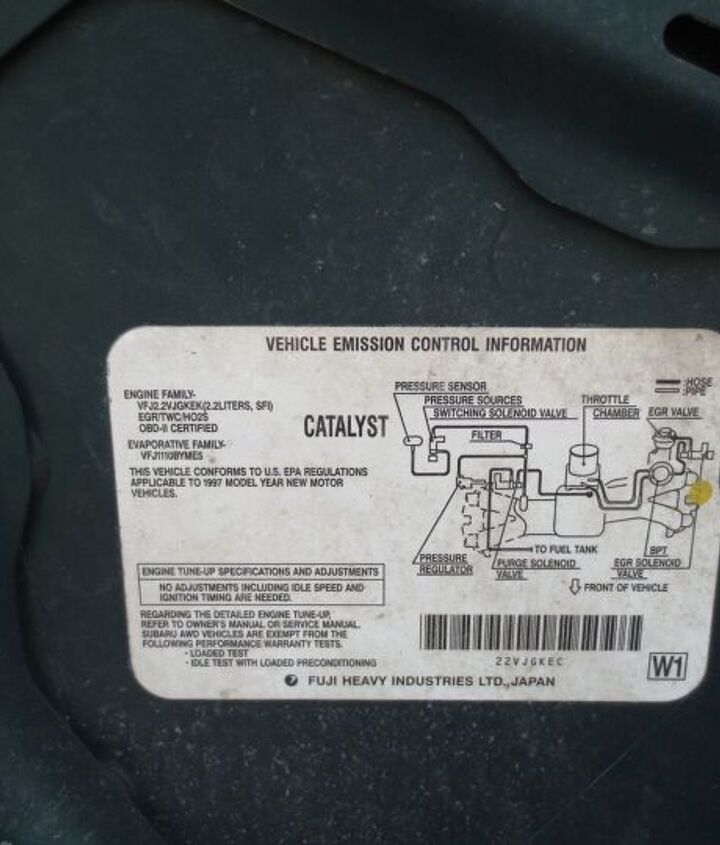 VEHICLE EMISSION CONTROL INFORMATION
ENGINE FAMILY-
VFJ2.2VJGKEK(2.2LITERS, SFI)
EGR/TWC/HO2S
OBD-II CERTIFIED
EVAPORATIVE FAMILY-
VFJ1110BYMES
THIS VEHICLE CONFORMS TO U.S. EPA REGULATIONS
APPLICABLE TO 1997 MODEL YEAR NEW MOTOR
VEHICLES.
CATALYST
PRESSURE SENSOR
PRESSURE SOURCES
SWITCHING SOLENOID VALVE
FILTER
THROTTLE
CHAMBER
EGR VALVE
:HOSE
:PIPE
PRESSURE
REGULATOR
TO FUEL TANK
PURGE SOLENOID
VALVE
BPT
EGR SOLENOID
VALVE
FRONT OF VEHICLE
ENGINE TUNE-UP SPECIFICATIONS AND ADJUSTMENTS
NO ADJUSTMENTS INCLUDING IDLE SPEED AND
IGNITION TIMING ARE NEEDED.
REGARDING THE DETAILED ENGINE TUNE-UP,
REFER TO OWNER'S MANUAL OR SERVICE MANUAL.
SUBARU AWD VEHICLES ARE EXEMPT FROM THE
FOLLOWING PERFORMANCE WARRANTY TESTS.
· LOADED TEST
· IDLE TEST WITH LOADED PRECONDITIONING
22VJGKEC
W1
FUJI HEAVY INDUSTRIES LTD.,JAPAN